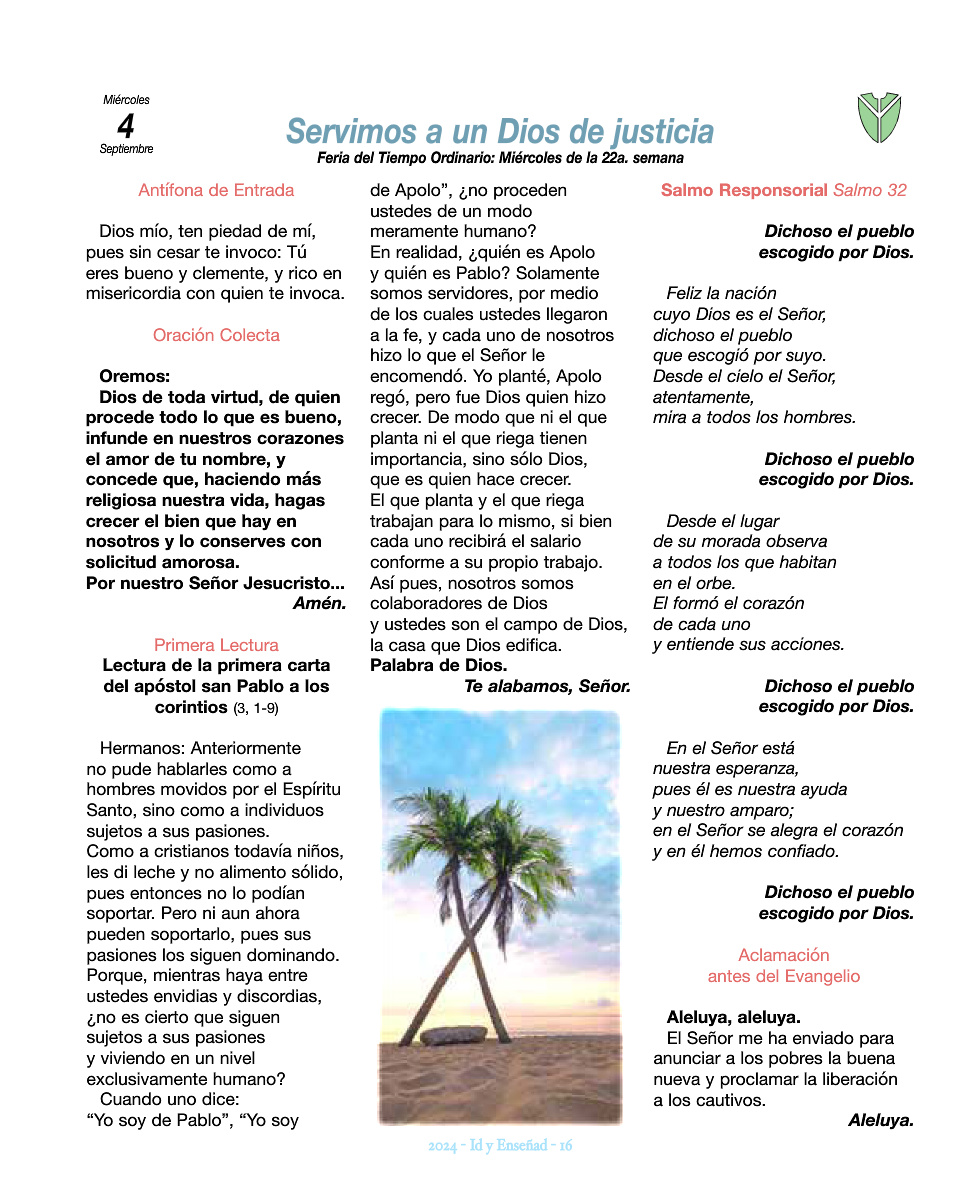 Miércoles
4
Septiembre
Servimos a un Dios de justicia
Feria del Tiempo Ordinario: Miércoles de la 22a. semana
Antífona de Entrada
Dios mío, ten piedad de mí,
pues sin cesar te invoco: Tú
eres bueno y clemente, y rico en
misericordia con quien te invoca.
Oración Colecta
Oremos:
Dios de toda virtud, de quien
procede todo lo que es bueno,
infunde en nuestros corazones
el amor de tu nombre, y
concede que, haciendo más
religiosa nuestra vida, hagas
crecer el bien que hay en
nosotros y lo conserves con
solicitud amorosa.
Por nuestro Señor Jesucristo...
Amén.
Primera Lectura
Lectura de la primera carta
del apóstol san Pablo a los
corintios (3, 1-9)
Hermanos: Anteriormente
no pude hablarles como a
hombres movidos por el Espíritu
Santo, sino como a individuos
sujetos a sus pasiones.
Como a cristianos todavía niños,
les di leche y no alimento sólido,
pues entonces no lo podían
soportar. Pero ni aun ahora
pueden soportarlo, pues sus
pasiones los siguen dominando.
Porque, mientras haya entre
ustedes envidias y discordias,
¿no es cierto que siguen
sujetos a sus pasiones
y viviendo en un nivel
exclusivamente humano?
Cuando uno dice:
“Yo soy de Pablo”, “Yo soy
de Apolo”, ¿no proceden
ustedes de un modo
meramente humano?
En realidad, ¿quién es Apolo
y quién es Pablo? Solamente
somos servidores, por medio
de los cuales ustedes llegaron
a la fe, y cada uno de nosotros
hizo lo que el Señor le
encomendó. Yo planté, Apolo
regó, pero fue Dios quien hizo
crecer. De modo que ni el que
planta ni el que riega tienen
importancia, sino sólo Dios,
que es quien hace crecer.
El que planta y el que riega
trabajan para lo mismo, si bien
cada uno recibirá el salario
conforme a su propio trabajo.
Así pues, nosotros somos
colaboradores de Dios
y ustedes son el campo de Dios,
la casa que Dios edifica.
Palabra de Dios.
Te alabamos, Señor.
Salmo Responsorial Salmo 32
Dichoso el pueblo
escogido por Dios.
Feliz la nación
cuyo Dios es el Señor,
dichoso el pueblo
que escogió por suyo.
Desde el cielo el Señor,
atentamente,
mira a todos los hombres.
Dichoso el pueblo
escogido por Dios.
Desde el lugar
de su morada observa
a todos los que habitan
en el orbe.
El formó el corazón
de cada uno
y entiende sus acciones.
Dichoso el pueblo
escogido por Dios.
En el Señor está
nuestra esperanza,
pues él es nuestra ayuda
y nuestro amparo;
en el Señor se alegra el corazón
y en él hemos confiado.
Dichoso el pueblo
escogido por Dios.
Aclamación
antes del Evangelio
Aleluya, aleluya.
El Señor me ha enviado para
anunciar a los pobres la buena
nueva y proclamar la liberación
a los cautivos.
Aleluya.
2024 - Id y Enseñad - 16